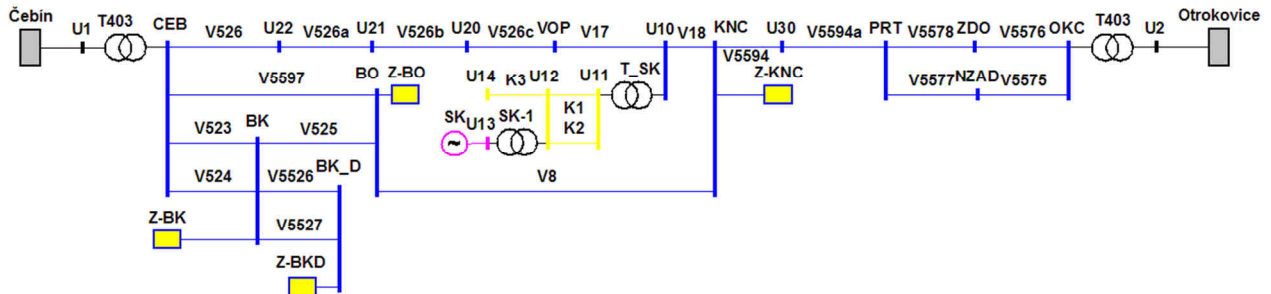 Čebín U1 T403 CEB V526 U22 V526a U21 V526b U20 V526c VOP V17 U10 V18 KNC U30 V5594a PRT V5578 ZDO V5576 OKC T403 U2 Otrokovice
V5597 BO Z-BO U14 K3 U12 U11 T_SK V5594 Z-KNC V5577 NZAD V5575
V523 BK V525 SK U13 SK-1 K1
K2
V524 V5526 BK_D V8
Z-BK V5527
Z-BKD